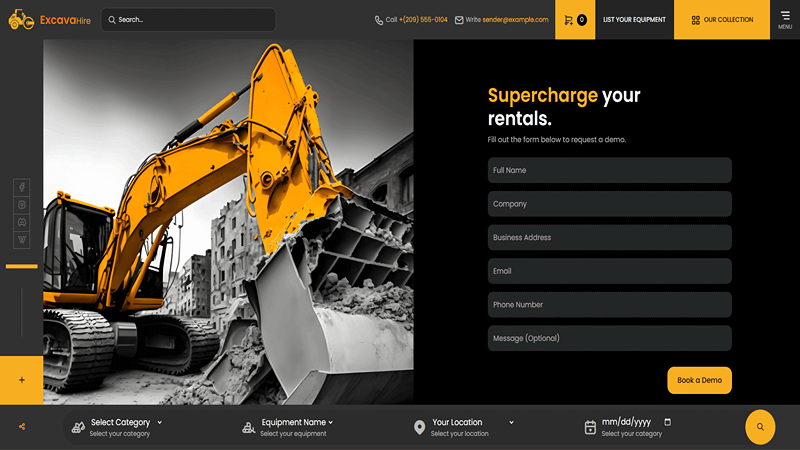 ExcavaHire
Search...
Call +(209) 555-0104
Write sender@example.com
0
LIST YOUR EQUIPMENT
OUR COLLECTION
MENU
Supercharge your
rentals.
Fill out the form below to request a demo.
Full Name
Company
Business Address
Email
Phone Number
Message (Optional)
Book a Demo
+
Select Category
Select your category
Equipment Name
Select your equipment
Your Location
Select your location
mm/dd/yyyy
Select your category